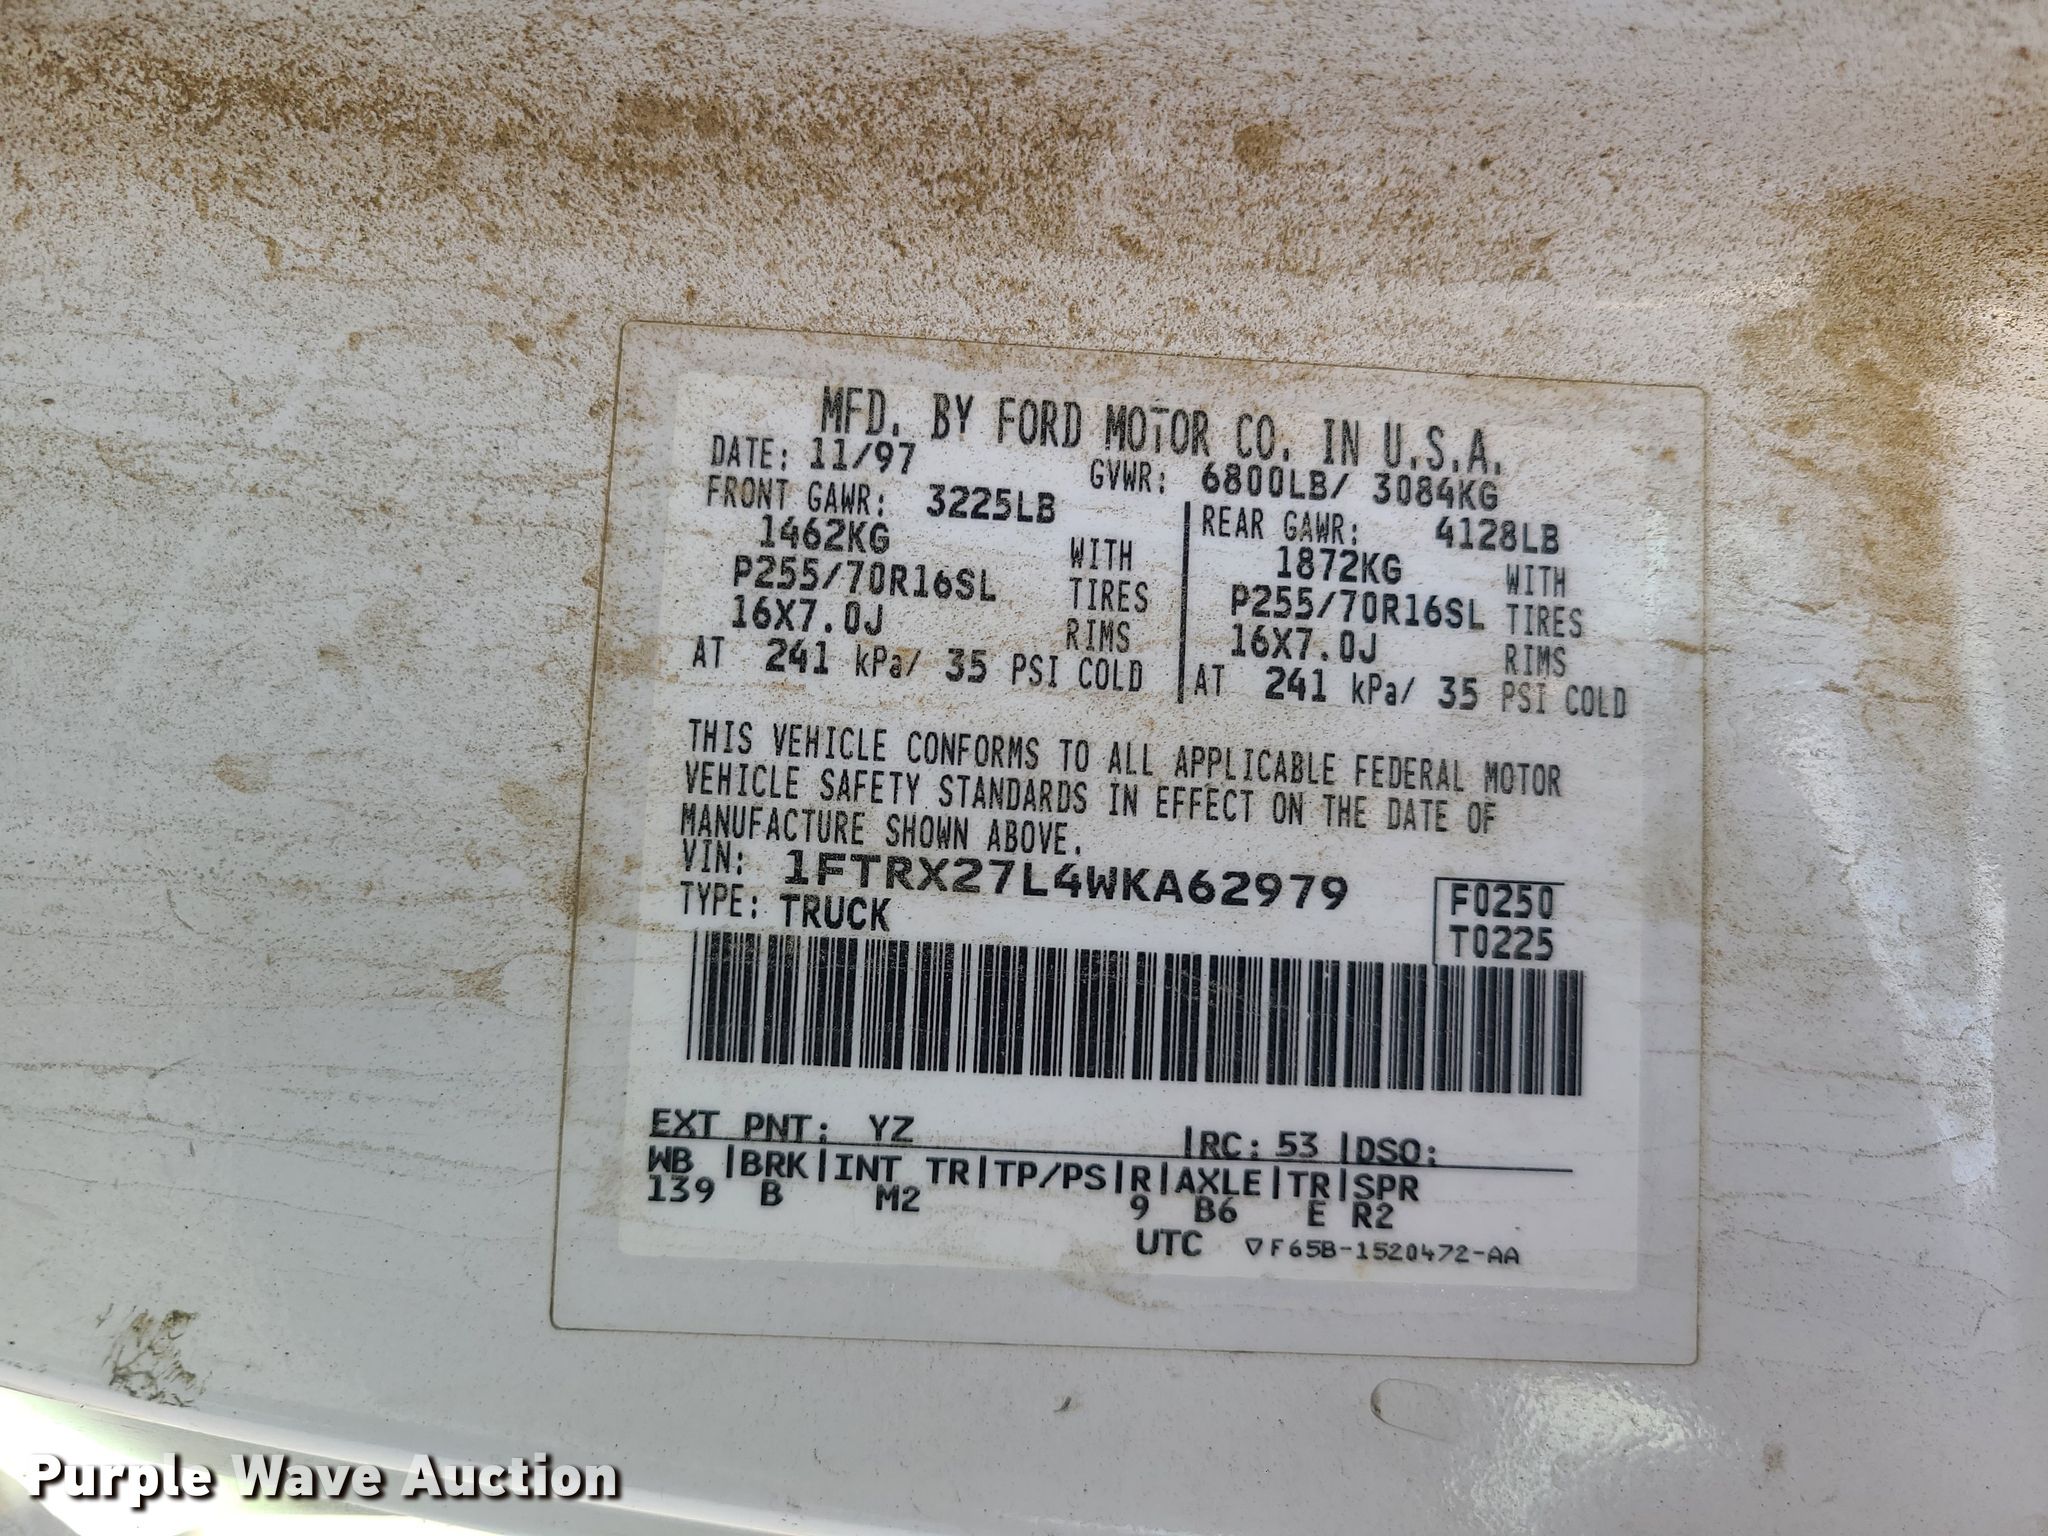 MFD. BY FORD MOTOR CO. IN U.S.A.
DATE: 11/97 GVWR: 6800LB/ 3084KG
FRONT GAWR: 3225LB REAR GAWR: 4128LB
1462KG WITH 1872KG WITH
P255/70R16SL TIRES P255/70R16SL TIRES
16X7.0J RIMS 16X7.0J RIMS
AT 241 kPa/ 35 PSI COLD AT 241 kPa/ 35 PSI COLD
THIS VEHICLE CONFORMS TO ALL APPLICABLE FEDERAL MOTOR
VEHICLE SAFETY STANDARDS IN EFFECT ON THE DATE OF
MANUFACTURE SHOWN ABOVE.
VIN: 1FTRX27L4WKA62979 F0250
TYPE: TRUCK T0225
EXT PNT: YZ |RC: 53 |DSO:
WB |BRK|INT TR|TP/PS|R|AXLE|TR|SPR
139 B M2 9 B6 E R2
UTC ▽F65B-1520472-AA
Purple Wave Auction